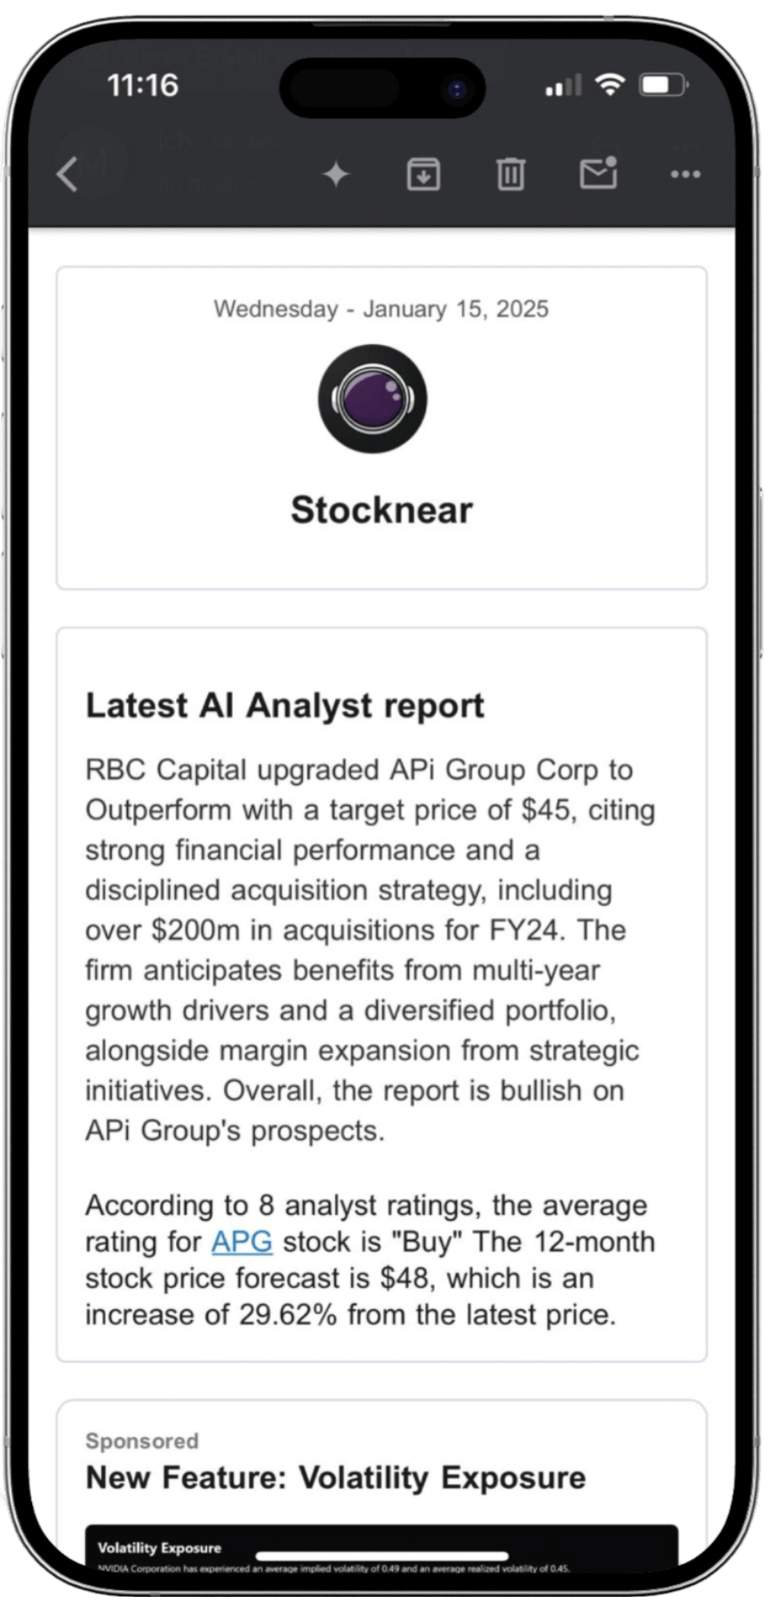 11:16
Wednesday - January 15, 2025
Stocknear
Latest AI Analyst report
RBC Capital upgraded APi Group Corp to
Outperform with a target price of $45, citing
strong financial performance and a
disciplined acquisition strategy, including
over $200m in acquisitions for FY24. The
firm anticipates benefits from multi-year
growth drivers and a diversified portfolio,
alongside margin expansion from strategic
initiatives. Overall, the report is bullish on
APi Group's prospects.
According to 8 analyst ratings, the average
rating for APG stock is "Buy" The 12-month
stock price forecast is $48, which is an
increase of 29.62% from the latest price.
Sponsored
New Feature: Volatility Exposure
Volatility Exposure
NVIDIA Corporation has experienced an average implied volatility of 0.49 and an average realized volatility of 0.45.